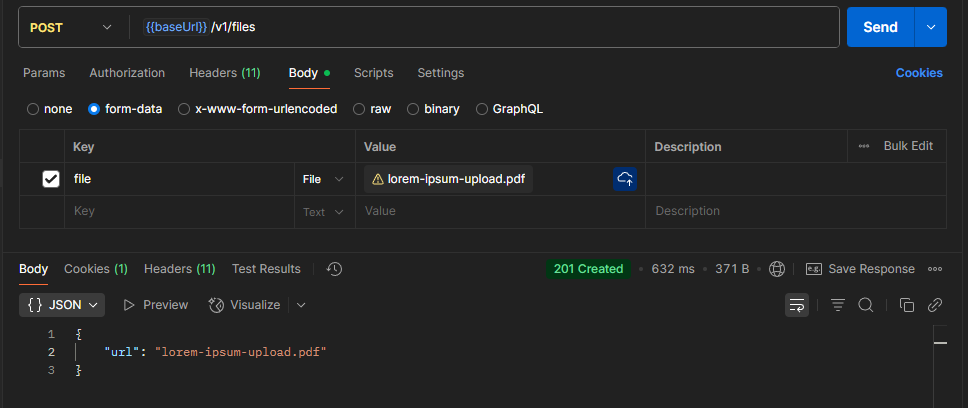 POST {{baseUrl}} /v1/files Send
Params Authorization Headers (11) Body Scripts Settings Cookies
none form-data x-www-form-urlencoded raw binary GraphQL
Key Value Description Bulk Edit
file File lorem-ipsum-upload.pdf
Key Text Value Description
Body Cookies (1) Headers (11) Test Results 201 Created 632 ms 371 B e.g. Save Response
{} JSON Preview Visualize
1 {
2 "url": "lorem-ipsum-upload.pdf"
3 }